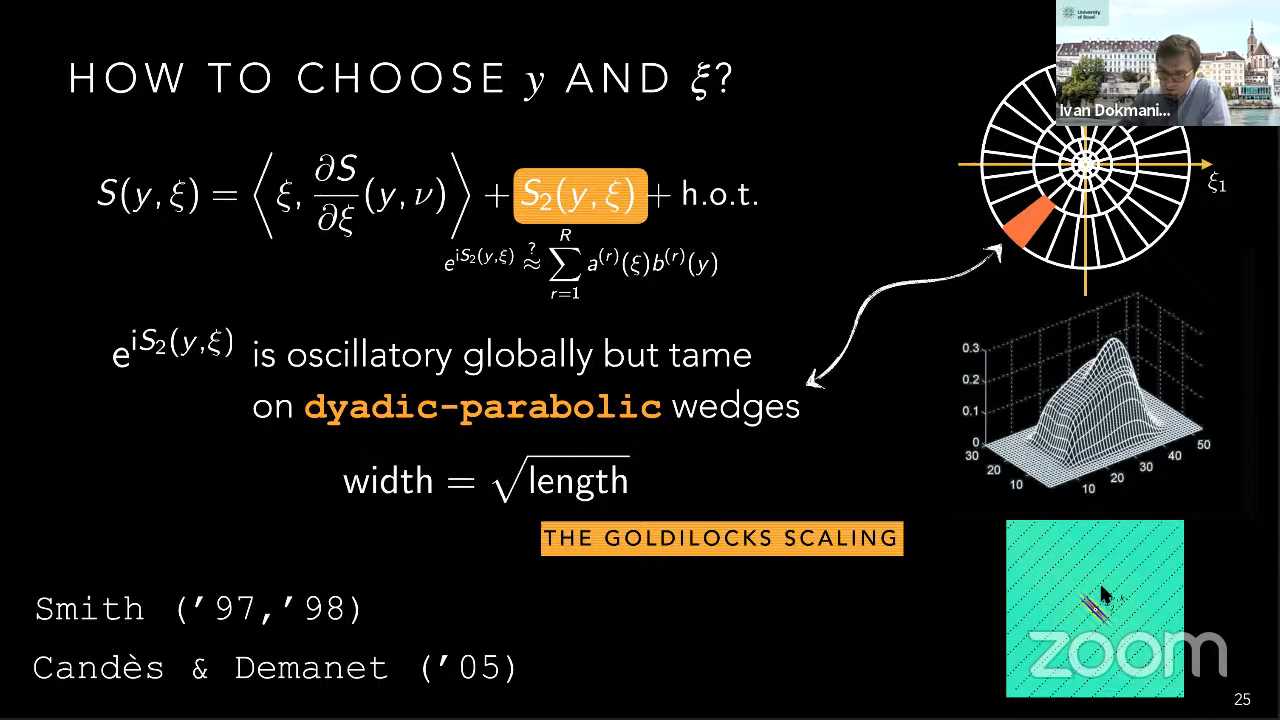 University
of Basel
Ivan Dokmani...
HOW TO CHOOSE y AND ξ?
S(y, ξ) = ⟨ξ, ∂S/∂ξ (y, ν)⟩ + S₂(y, ξ) + h.o.t.
e^{iS₂(y,ξ)} ≈? ∑_{r=1}^{R} a^{(r)}(ξ)b^{(r)}(y)
ξ₁
e^{iS₂(y,ξ)} is oscillatory globally but tame
on dyadic-parabolic wedges
width = √length
THE GOLDILOCKS SCALING
0.3
0.2
0.1
0
30
20
10
10
20
30
40
50
Smith (’97,’98)
Candès & Demanet (’05)
zoom
25